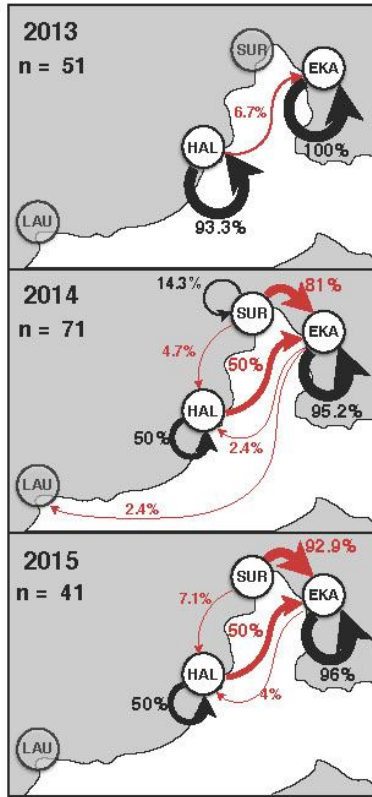 2013
n = 51
SUR
EKA
6.7%
100%
HAL
93.3%
LAU
2014
n = 71
14.3%
81%
SUR
EKA
4.7%
50%
95.2%
HAL
50%
2.4%
LAU
2.4%
2015
n = 41
92.9%
SUR
7.1%
EKA
50%
HAL
96%
50%
4%
LAU